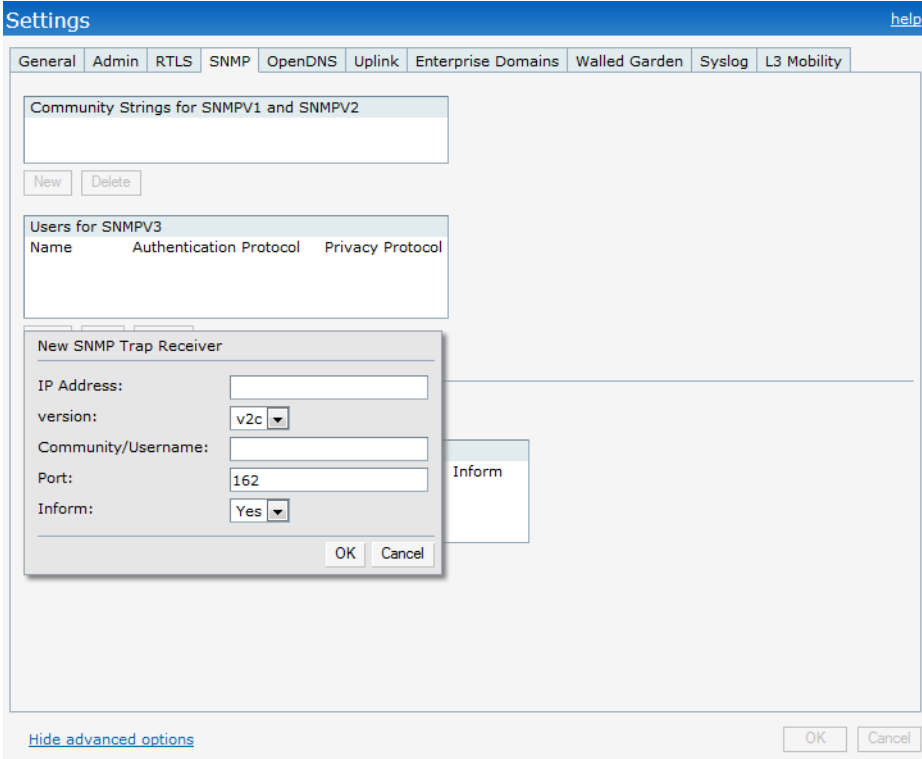 Settings help
General Admin RTLS SNMP OpenDNS Uplink Enterprise Domains Walled Garden Syslog L3 Mobility
Community Strings for SNMPV1 and SNMPV2
New Delete
Users for SNMPV3
Name Authentication Protocol Privacy Protocol
New SNMP Trap Receiver
IP Address:
version: v2c
Community/Username:
Port: 162
Inform: Yes
OK Cancel
Inform
Hide advanced options
OK Cancel